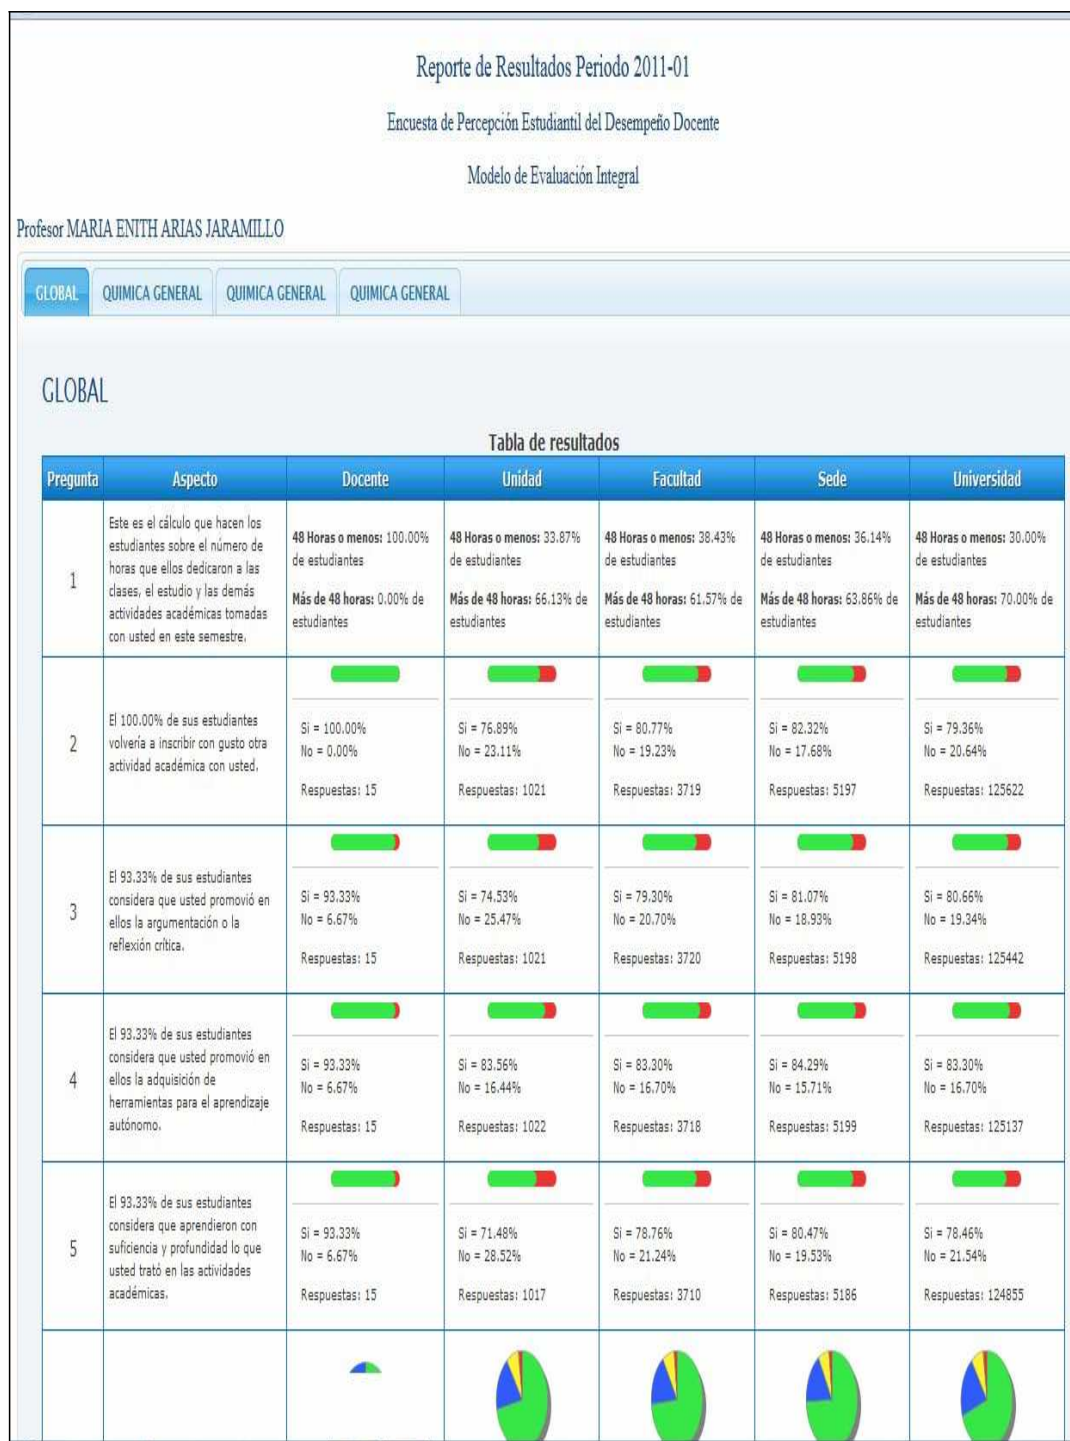 Reporte de Resultados Periodo 2011-01
Encuesta de Percepción Estudiantil del Desempeño Docente
Modelo de Evaluación Integral
Profesor MARIA ENITH ARIAS JARAMILLO
GLOBAL QUIMICA GENERAL QUIMICA GENERAL QUIMICA GENERAL
GLOBAL
Tabla de resultados
Pregunta Aspecto Docente Unidad Facultad Sede Universidad
1
Este es el cálculo que hacen los
estudiantes sobre el número de
horas que ellos dedicaron a las
clases, el estudio y las demás
actividades académicas tomadas
con usted en este semestre.
48 Horas o menos: 100.00%
de estudiantes
Más de 48 horas: 0.00% de
estudiantes
48 Horas o menos: 33.87%
de estudiantes
Más de 48 horas: 66.13% de
estudiantes
48 Horas o menos: 38.43%
de estudiantes
Más de 48 horas: 61.57% de
estudiantes
48 Horas o menos: 36.14%
de estudiantes
Más de 48 horas: 63.86% de
estudiantes
48 Horas o menos: 30.00%
de estudiantes
Más de 48 horas: 70.00% de
estudiantes
2
El 100.00% de sus estudiantes
volvería a inscribir con gusto otra
actividad académica con usted.
Si = 100.00%
No = 0.00%
Respuestas: 15
Si = 76.89%
No = 23.11%
Respuestas: 1021
Si = 80.77%
No = 19.23%
Respuestas: 3719
Si = 82.32%
No = 17.68%
Respuestas: 5197
Si = 79.36%
No = 20.64%
Respuestas: 125622
3
El 93.33% de sus estudiantes
considera que usted promovió en
ellos la argumentación o la
reflexión crítica.
Si = 93.33%
No = 6.67%
Respuestas: 15
Si = 74.53%
No = 25.47%
Respuestas: 1021
Si = 79.30%
No = 20.70%
Respuestas: 3720
Si = 81.07%
No = 18.93%
Respuestas: 5198
Si = 80.66%
No = 19.34%
Respuestas: 125442
4
El 93.33% de sus estudiantes
considera que usted promovió en
ellos la adquisición de
herramientas para el aprendizaje
autónomo.
Si = 93.33%
No = 6.67%
Respuestas: 15
Si = 83.56%
No = 16.44%
Respuestas: 1022
Si = 83.30%
No = 16.70%
Respuestas: 3718
Si = 84.29%
No = 15.71%
Respuestas: 5199
Si = 83.30%
No = 16.70%
Respuestas: 125137
5
El 93.33% de sus estudiantes
considera que aprendieron con
suficiencia y profundidad lo que
usted trató en las actividades
académicas.
Si = 93.33%
No = 6.67%
Respuestas: 15
Si = 71.48%
No = 28.52%
Respuestas: 1017
Si = 78.76%
No = 21.24%
Respuestas: 3710
Si = 80.47%
No = 19.53%
Respuestas: 5186
Si = 78.46%
No = 21.54%
Respuestas: 124855